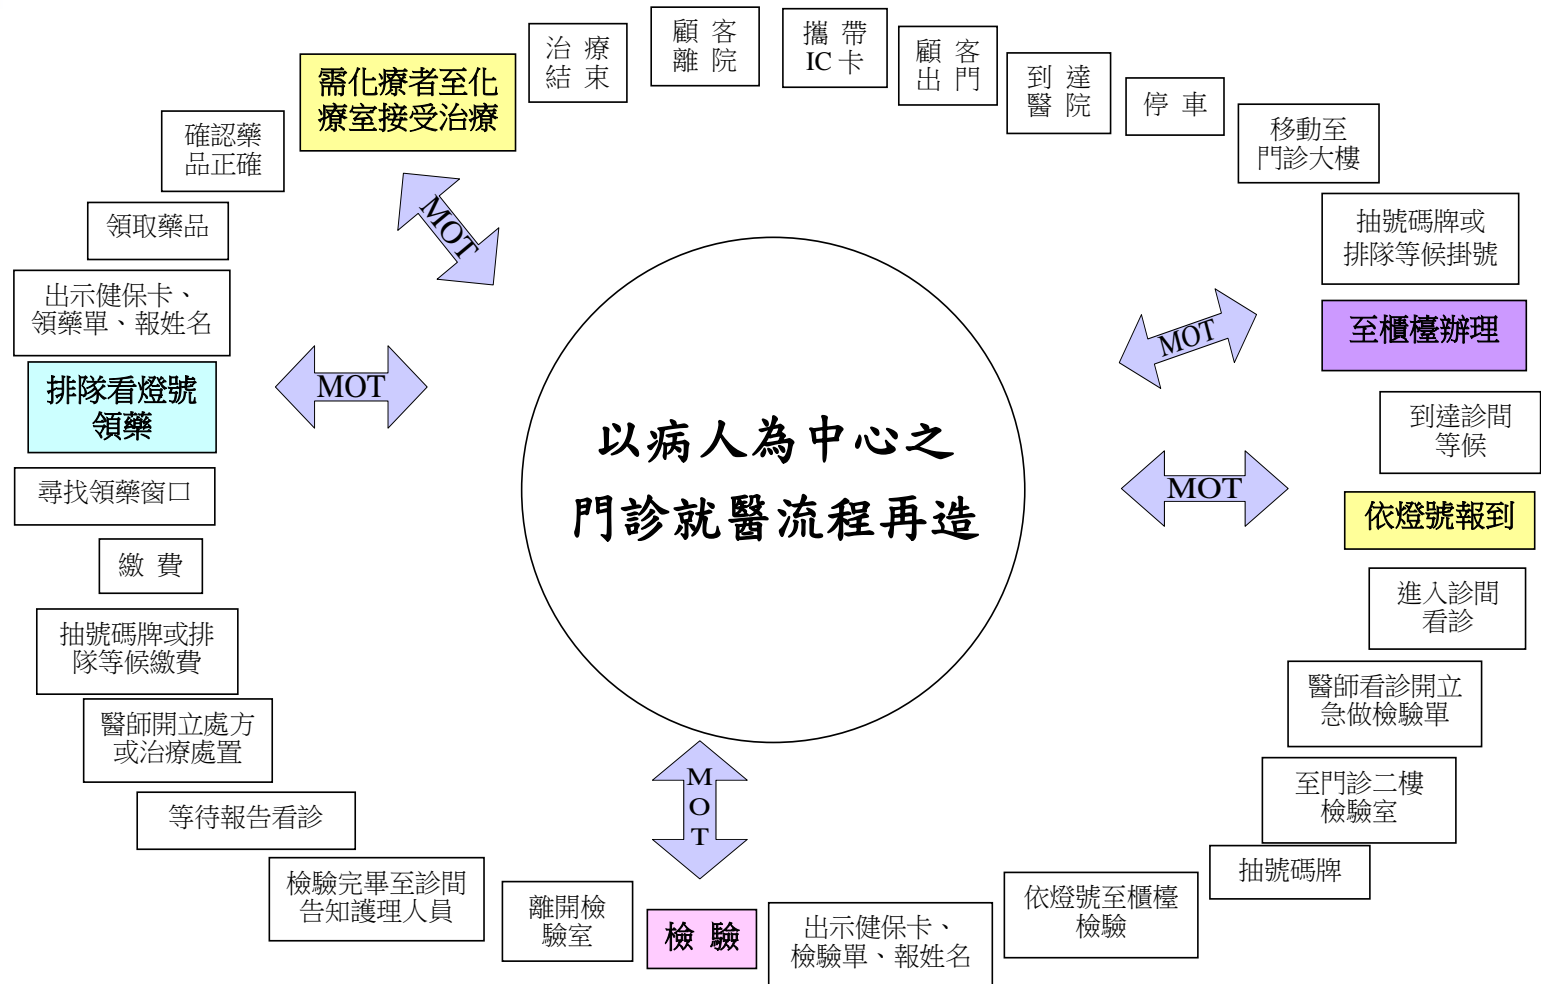 攜 帶
IC 卡
顧 客
出 門
到 達
醫 院
停 車
移動至
門診大樓
抽號碼牌或
排隊等候掛號
至櫃檯辦理
MOT
到達診間
等候
依燈號報到
MOT
進入診間
看診
醫師看診開立
急做檢驗單
至門診二樓
檢驗室
抽號碼牌
依燈號至櫃檯
檢驗
出示健保卡、
檢驗單、報姓名
檢 驗
M
O
T
離開檢
驗室
檢驗完畢至診間
告知護理人員
等待報告看診
醫師開立處方
或治療處置
抽號碼牌或排
隊等候繳費
繳 費
尋找領藥窗口
排隊看燈號
領藥
MOT
出示健保卡、
領藥單、報姓名
領取藥品
確認藥
品正確
需化療者至化
療室接受治療
MOT
治 療
結 束
顧 客
離 院
以病人為中心之
門診就醫流程再造